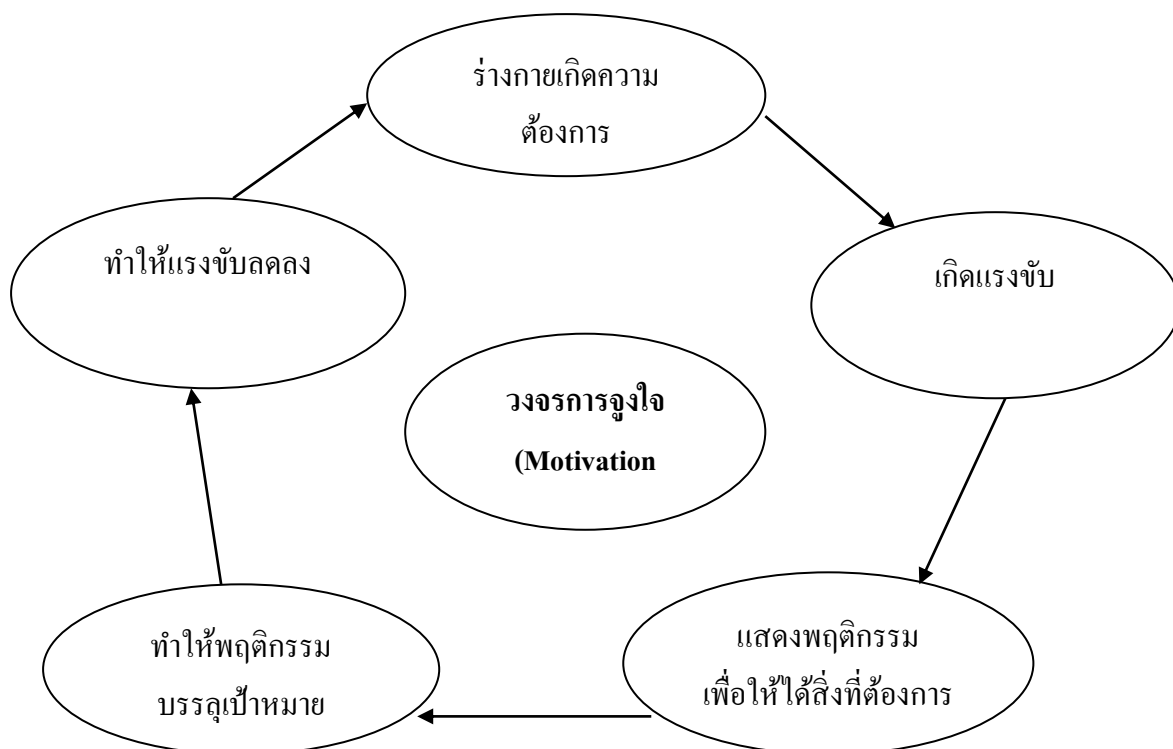 ร่างกายเกิดความ
ต้องการ
ทำให้แรงขับลดลง
เกิดแรงขับ
วงจรการจูงใจ
(Motivation
ทำให้พฤติกรรม
บรรลุเป้าหมาย
แสดงพฤติกรรม
เพื่อให้ได้สิ่งที่ต้องการ